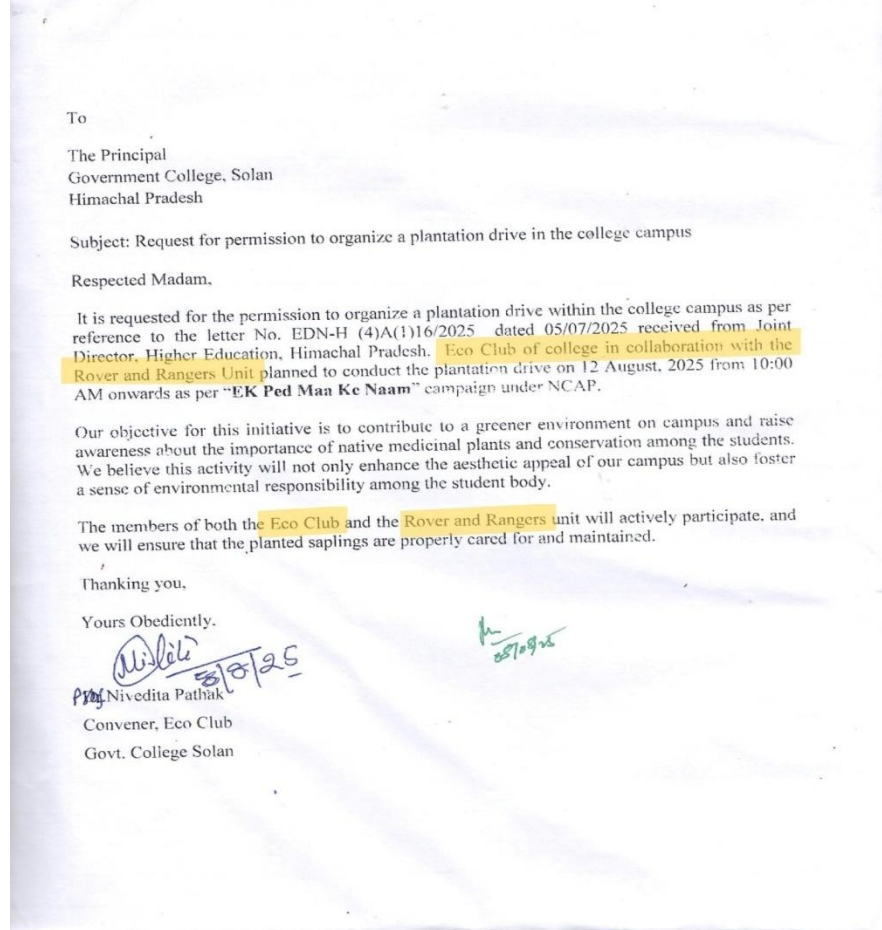 To
The Principal
Government College, Solan
Himachal Pradesh
Subject: Request for permission to organize a plantation drive in the college campus
Respected Madam,
It is requested for the permission to organize a plantation drive within the college campus as per
reference to the letter No. EDN-H (4)A(1)16/2025 dated 05/07/2025 received from Joint
Director, Higher Education, Himachal Pradesh. Eco Club of college in collaboration with the
Rover and Rangers Unit planned to conduct the plantation drive on 12 August, 2025 from 10:00
AM onwards as per “EK Ped Maa Ke Naam” campaign under NCAP.
Our objective for this initiative is to contribute to a greener environment on campus and raise
awareness about the importance of native medicinal plants and conservation among the students.
We believe this activity will not only enhance the aesthetic appeal of our campus but also foster
a sense of environmental responsibility among the student body.
The members of both the Eco Club and the Rover and Rangers unit will actively participate, and
we will ensure that the planted saplings are properly cared for and maintained.
Thanking you,
Yours Obediently.
8/8/25
08/08/25
Prof Nivedita Pathak
Convener, Eco Club
Govt. College Solan